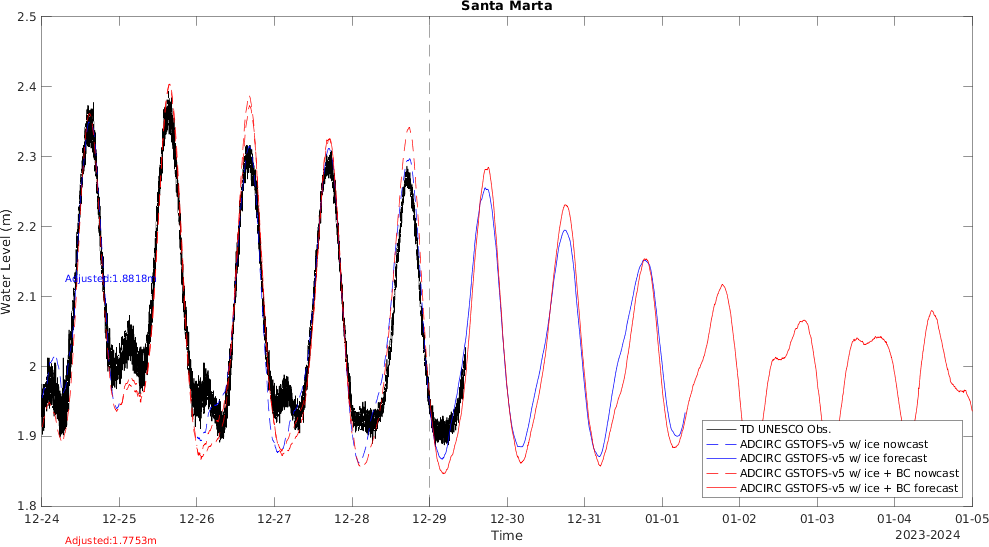 Santa Marta
Water Level (m)
2.5
2.4
2.3
2.2
2.1
2
1.9
1.8
Adjusted:1.8818m
TD UNESCO Obs.
ADCIRC GSTOFS-v5 w/ ice nowcast
ADCIRC GSTOFS-v5 w/ ice forecast
ADCIRC GSTOFS-v5 w/ ice + BC nowcast
ADCIRC GSTOFS-v5 w/ ice + BC forecast
12-24 12-25 12-26 12-27 12-28 12-29 12-30 12-31 01-01 01-02 01-03 01-04 01-05
Time
2023-2024
Adjusted:1.7753m